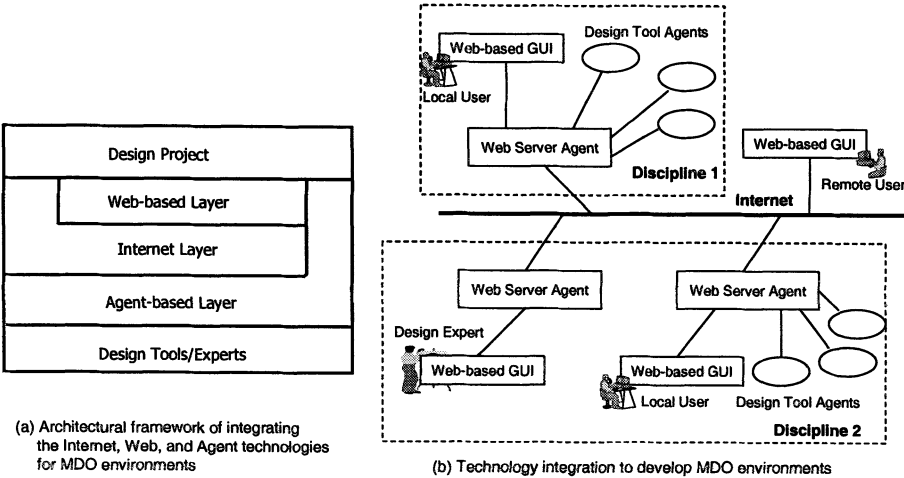 Design Project
Web-based Layer
Internet Layer
Agent-based Layer
Design Tools/Experts
(a) Architectural framework of integrating
the Internet, Web, and Agent technologies
for MDO environments
Web-based GUI
Design Tool Agents
Local User
Web Server Agent
Discipline 1
Web-based GUI
Remote User
Internet
Web Server Agent
Web Server Agent
Design Expert
Web-based GUI
Web-based GUI
Local User
Design Tool Agents
Discipline 2
(b) Technology integration to develop MDO environments